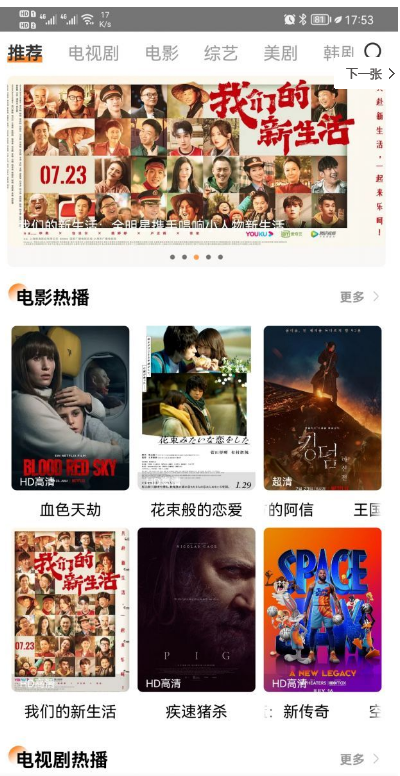 17
K/s
81
17:53
推荐 电视剧 电影 综艺 美剧 韩剧
下一张
我们的
新生活
07.23
我们的新生活：全明星携手唱响小人物新生活
YOUKU
电影热播 更多
BLOOD RED SKY
HD高清
花束みたいな恋をした
HD高清
1.29
킹덤
超清
血色天劫 花束般的恋爱 的阿信 王国
我们的
新生活
07.23
HD高清
NICOLAS CAGE
PIG
HD高清
SPACE
A NEW LEGACY
HD高清
我们的新生活 疾速猪杀 新传奇 空
电视剧热播 更多